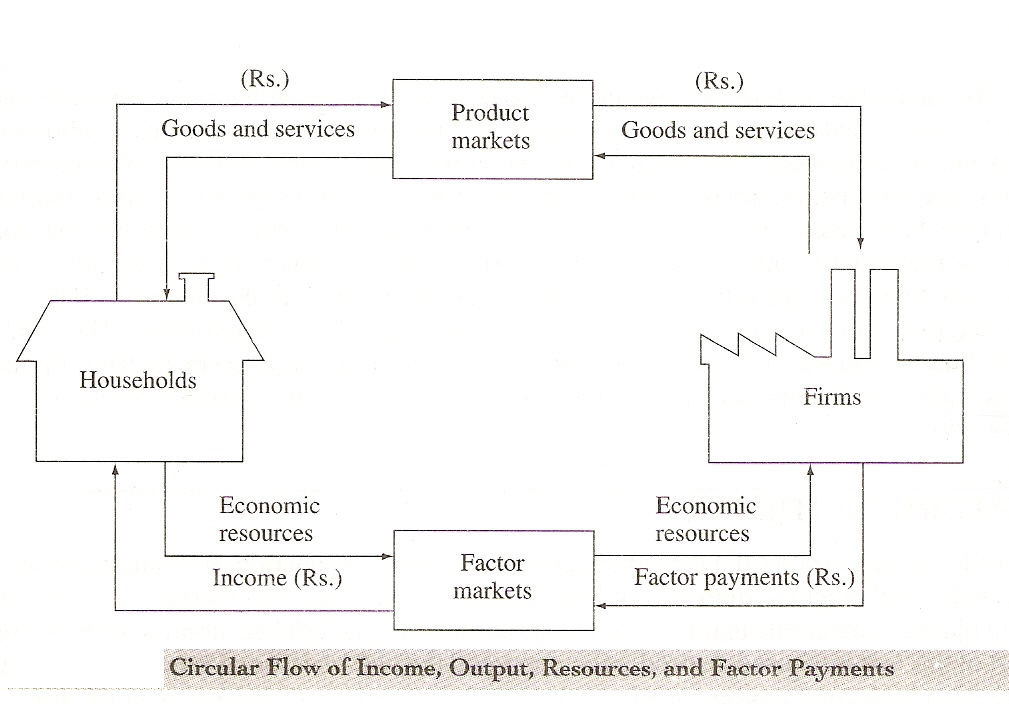 (Rs.)
(Rs.)
Product
markets
Goods and services
Goods and services
Households
Firms
Economic
resources
Economic
resources
Factor
markets
Income (Rs.)
Factor payments (Rs.)
Circular Flow of Income, Output, Resources, and Factor Payments